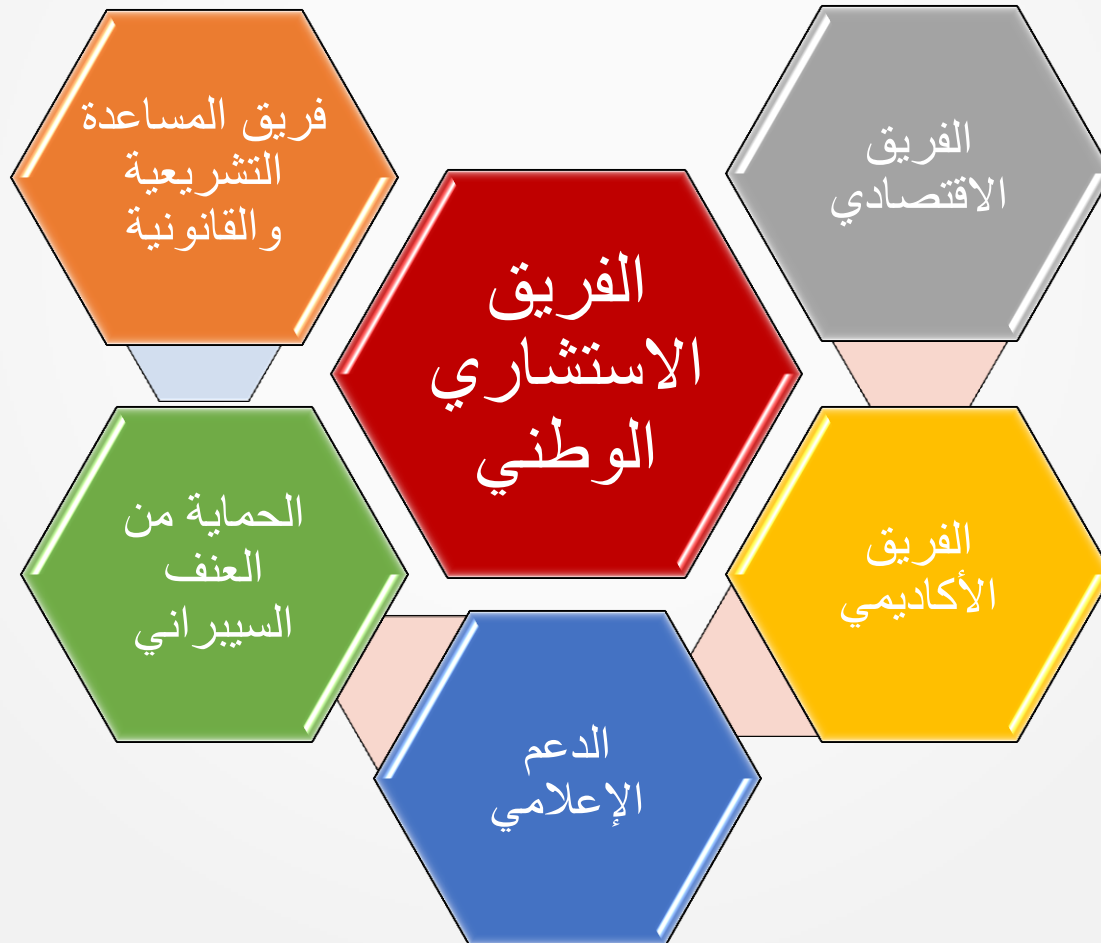 الفريق
الاقتصادي
فريق المساعدة
التشريعية
والقانونية
الفريق
الاستشاري
الوطني
الفريق
الأكاديمي
الحماية من
العنف
السيبراني
الدعم
الإعلامي